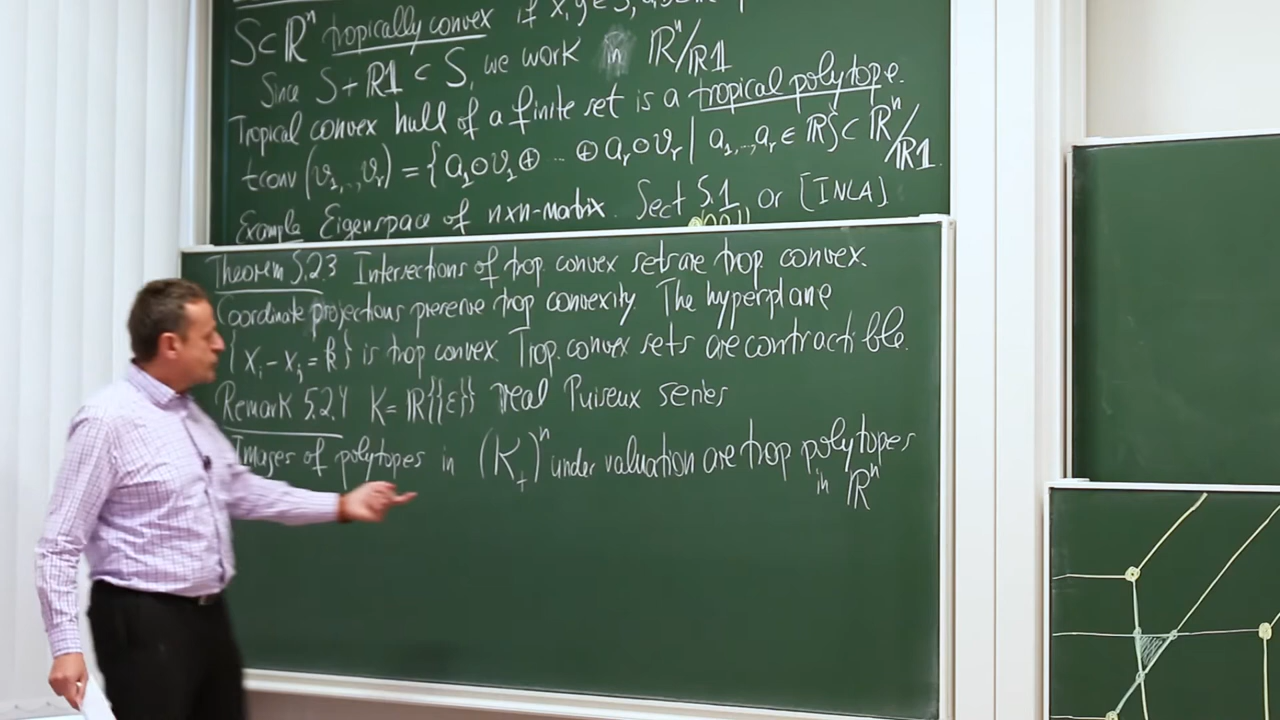 S⊂ℝⁿ tropically convex if x,y∈S,
Since S+ℝ𝟙 ⊂ S, we work in ℝⁿ/ℝ𝟙
Tropical convex hull of a finite set is a tropical polytope.
tconv(v₁,..,vᵣ) = {a₁⊙v₁⊕ ... ⊕ aᵣ⊙vᵣ | a₁,..,aᵣ ∈ ℝ} ⊂ ℝⁿ/ℝ𝟙.
Example Eigenspace of n×n-matrix. Sect 5.1 or [INLA]
Theorem 5.2.3 Intersections of trop convex sets are trop convex.
Coordinate projections preserve trop convexity. The hyperplane
{xᵢ-xⱼ=k} is trop convex. Trop. convex sets are contractible.
Remark 5.2.4 K=ℝ{{ε}} real Puiseux series
Images of polytopes in (K₊)ⁿ under valuation are trop polytopes
in ℝⁿ